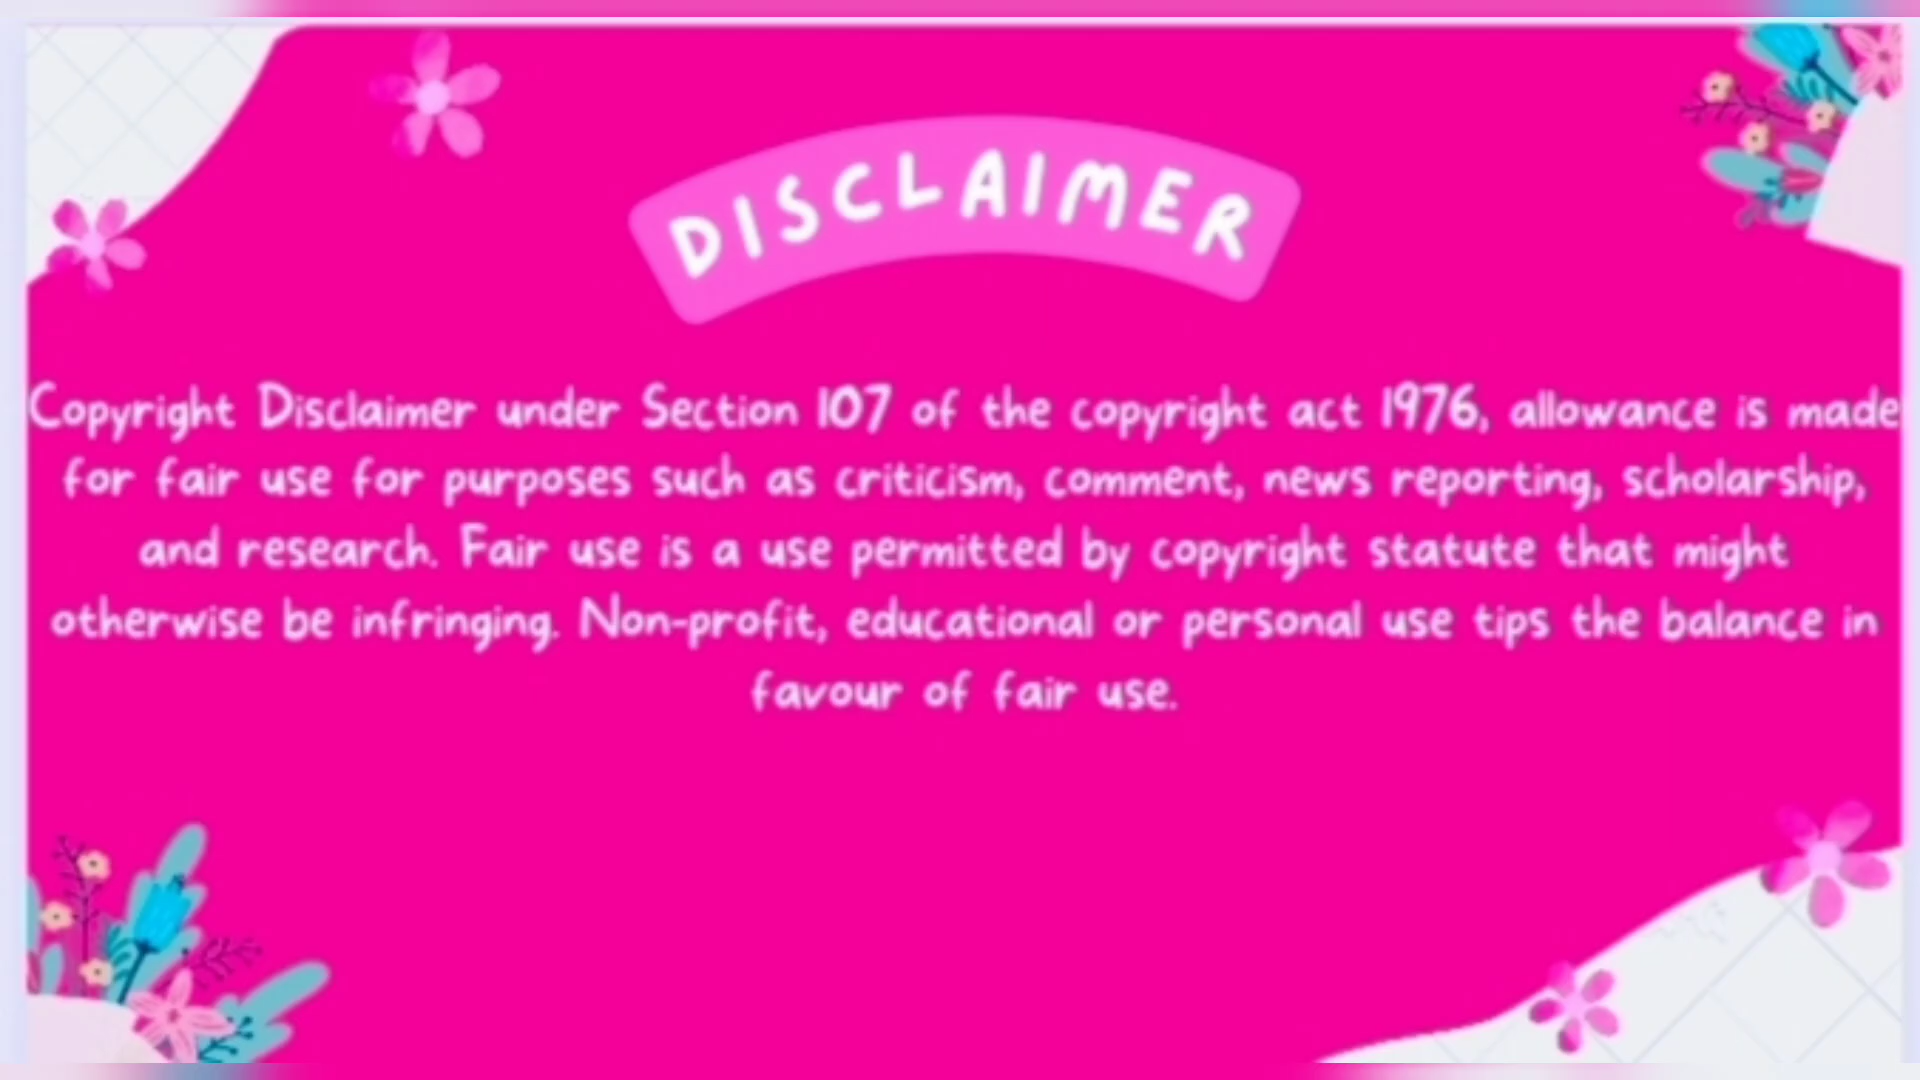 DISCLAIMER
Copyright Disclaimer under Section 107 of the copyright act 1976, allowance is made
for fair use for purposes such as criticism, comment, news reporting, scholarship,
and research. Fair use is a use permitted by copyright statute that might
otherwise be infringing. Non-profit, educational or personal use tips the balance in
favour of fair use.